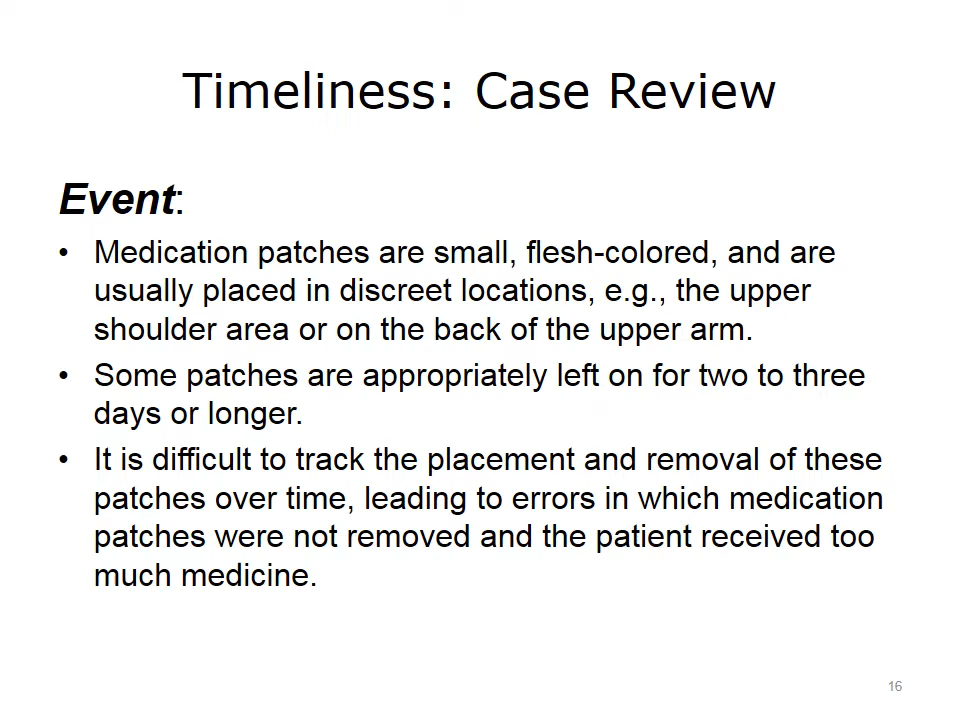 Timeliness: Case Review
Event:
• Medication patches are small, flesh-colored, and are
usually placed in discreet locations, e.g., the upper
shoulder area or on the back of the upper arm.
• Some patches are appropriately left on for two to three
days or longer.
• It is difficult to track the placement and removal of these
patches over time, leading to errors in which medication
patches were not removed and the patient received too
much medicine.
16